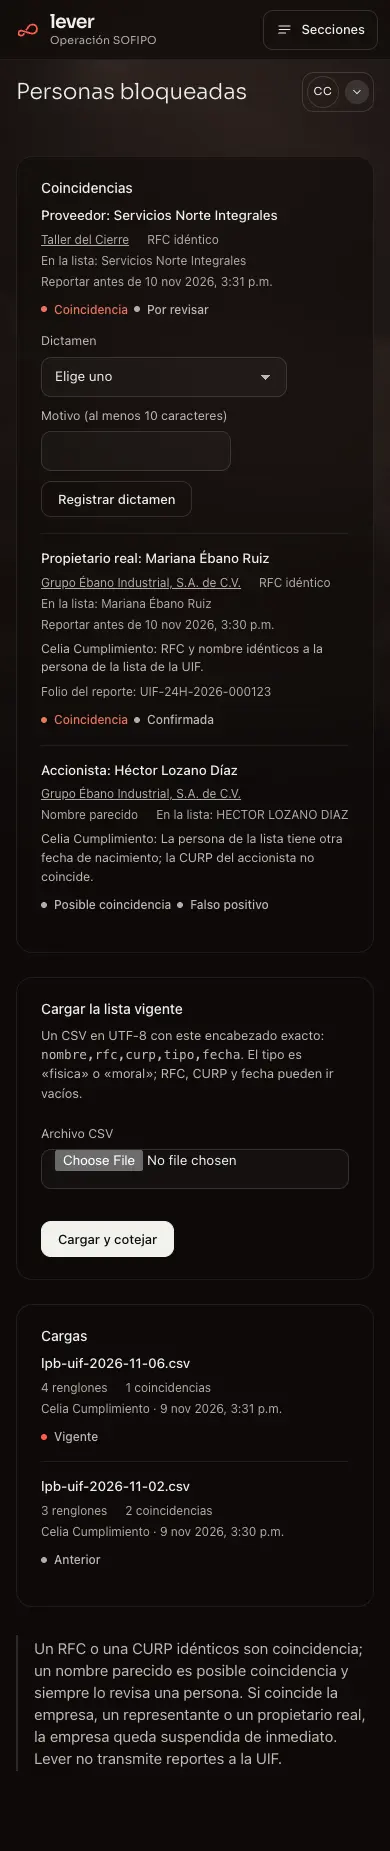 lever
Operación SOFIPO
Secciones
Personas bloqueadas
CC
Coincidencias
Proveedor: Servicios Norte Integrales
Taller del Cierre RFC idéntico
En la lista: Servicios Norte Integrales
Reportar antes de 10 nov 2026, 3:31 p.m.
Coincidencia Por revisar
Dictamen
Elige uno
Motivo (al menos 10 caracteres)
Registrar dictamen
Propietario real: Mariana Ébano Ruiz
Grupo Ébano Industrial, S.A. de C.V. RFC idéntico
En la lista: Mariana Ébano Ruiz
Reportar antes de 10 nov 2026, 3:30 p.m.
Celia Cumplimiento: RFC y nombre idénticos a la
persona de la lista de la UIF.
Folio del reporte: UIF-24H-2026-000123
Coincidencia Confirmada
Accionista: Héctor Lozano Díaz
Grupo Ébano Industrial, S.A. de C.V.
Nombre parecido En la lista: HECTOR LOZANO DIAZ
Celia Cumplimiento: La persona de la lista tiene otra
fecha de nacimiento; la CURP del accionista no
coincide.
Posible coincidencia Falso positivo
Cargar la lista vigente
Un CSV en UTF-8 con este encabezado exacto:
nombre,rfc,curp,tipo,fecha. El tipo es
«fisica» o «moral»; RFC, CURP y fecha pueden ir
vacíos.
Archivo CSV
Choose File No file chosen
Cargar y cotejar
Cargas
lpb-uif-2026-11-06.csv
4 renglones 1 coincidencias
Celia Cumplimiento · 9 nov 2026, 3:31 p.m.
Vigente
lpb-uif-2026-11-02.csv
3 renglones 2 coincidencias
Celia Cumplimiento · 9 nov 2026, 3:30 p.m.
Anterior
Un RFC o una CURP idénticos son coincidencia;
un nombre parecido es posible coincidencia y
siempre lo revisa una persona. Si coincide la
empresa, un representante o un propietario real,
la empresa queda suspendida de inmediato.
Lever no transmite reportes a la UIF.